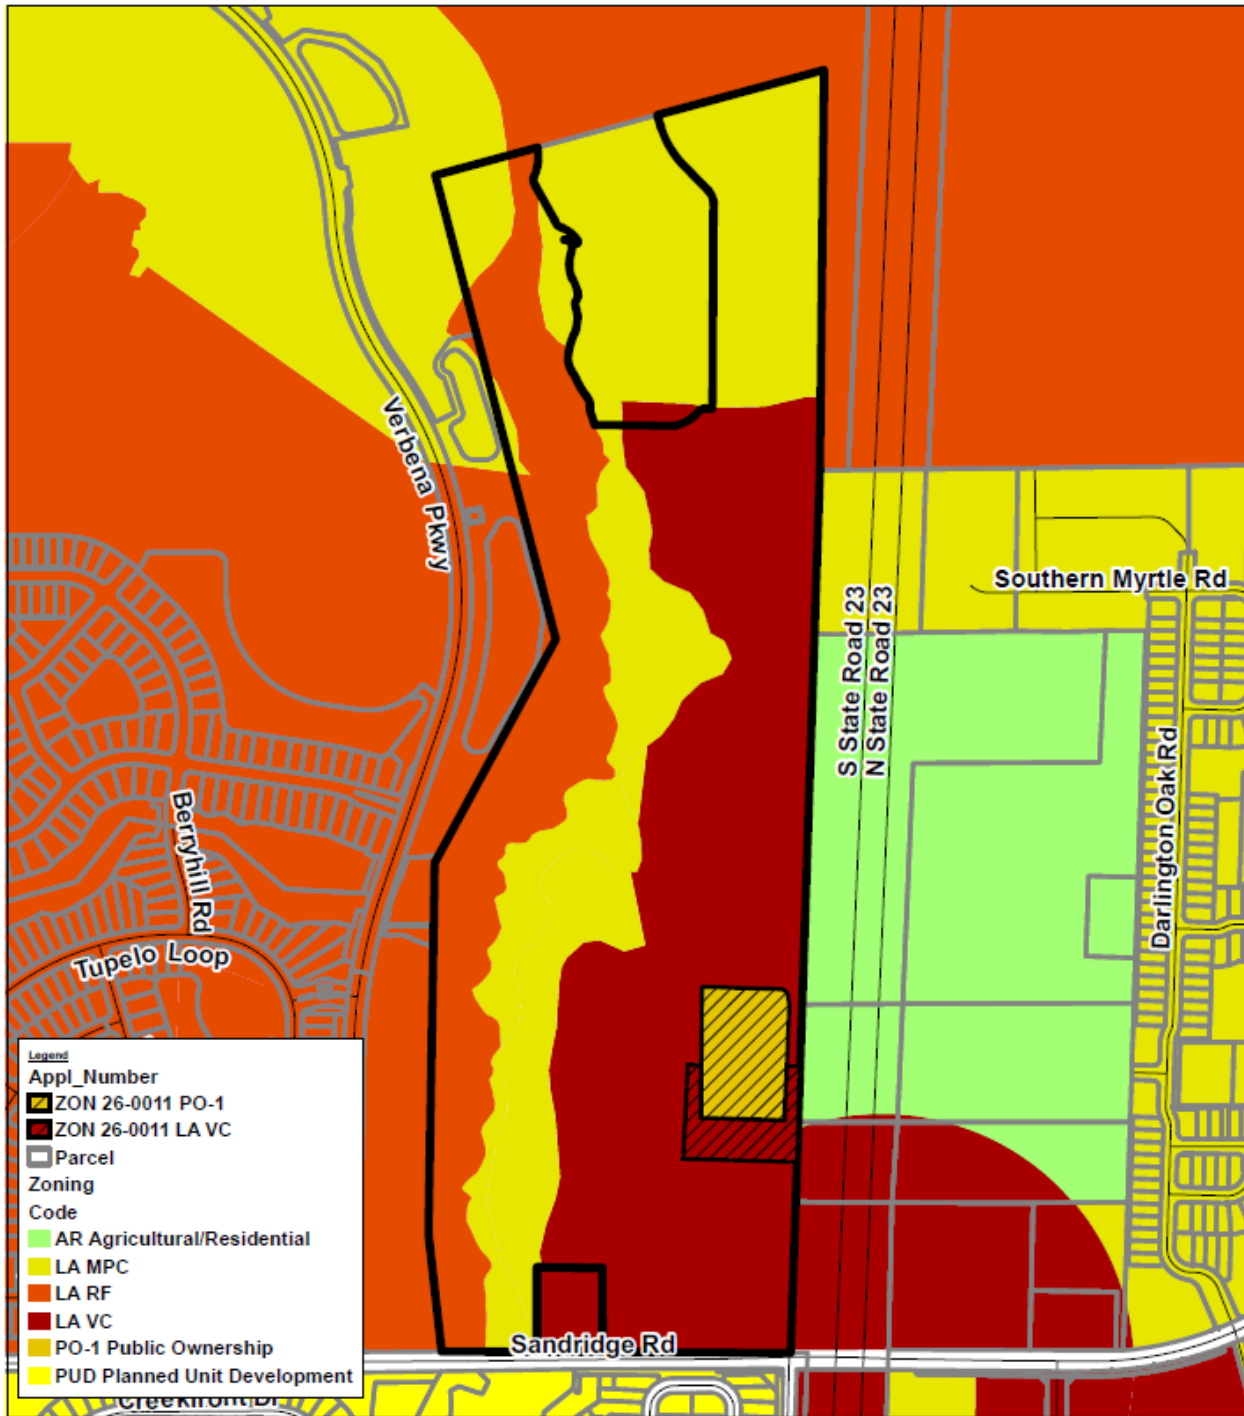 Verbena Pkwy
Southern Myrtle Rd
S State Road 23
N State Road 23
Darlington Oak Rd
Berryhill Rd
Tupelo Loop
Legend
Appl_Number
ZON 26-0011 PO-1
ZON 26-0011 LA VC
Parcel
Zoning
Code
AR Agricultural/Residential
LA MPC
LA RF
LA VC
PO-1 Public Ownership
PUD Planned Unit Development
Sandridge Rd
Creekfront Dr